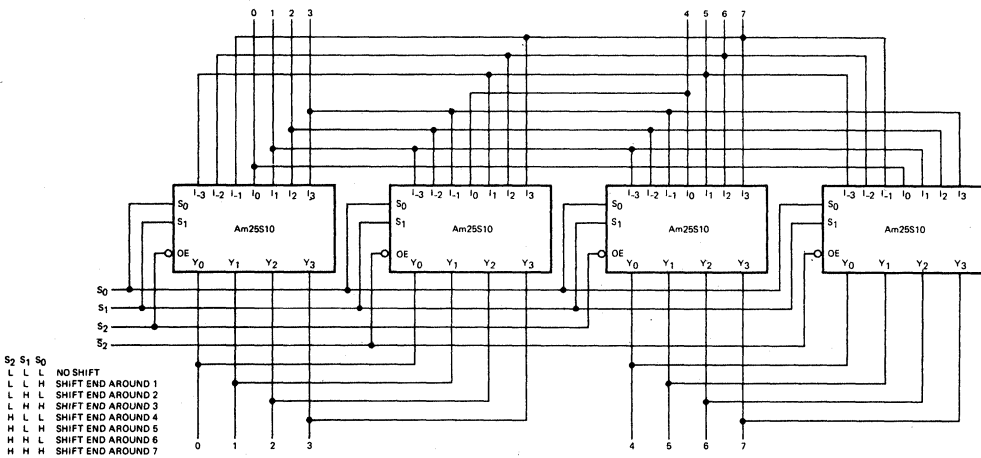 0 1 2 3 4 5 6 7
I-3 I-2 I-1 I0 I1 I2 I3
S0
S1
Am25S10
OE
Y0 Y1 Y2 Y3
I-3 I-2 I-1 I0 I1 I2 I3
S0
S1
Am25S10
OE
Y0 Y1 Y2 Y3
I-3 I-2 I-1 I0 I1 I2 I3
S0
S1
Am25S10
OE
Y0 Y1 Y2 Y3
I-3 I-2 I-1 I0 I1 I2 I3
S0
S1
Am25S10
OE
Y0 Y1 Y2 Y3
S0
S1
S2
S̅2
S2 S1 S0
L L L NO SHIFT
L L H SHIFT END AROUND 1
L H L SHIFT END AROUND 2
L H H SHIFT END AROUND 3
H L L SHIFT END AROUND 4
H L H SHIFT END AROUND 5
H H L SHIFT END AROUND 6
H H H SHIFT END AROUND 7
0 1 2 3 4 5 6 7